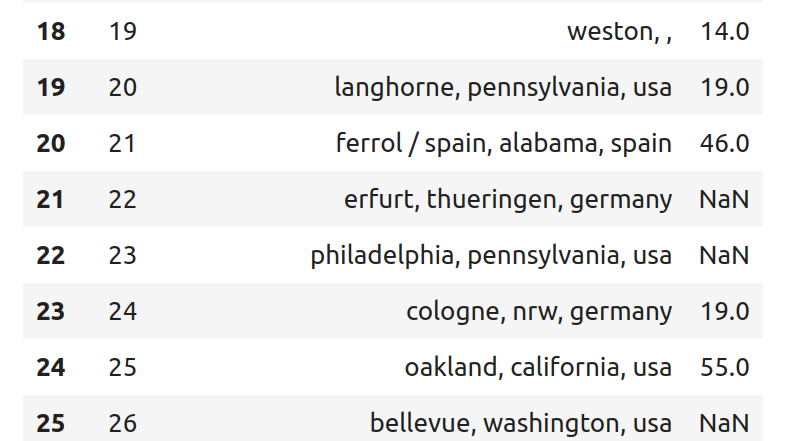 18 19 weston, , 14.0
19 20 langhorne, pennsylvania, usa 19.0
20 21 ferrol / spain, alabama, spain 46.0
21 22 erfurt, thueringen, germany NaN
22 23 philadelphia, pennsylvania, usa NaN
23 24 cologne, nrw, germany 19.0
24 25 oakland, california, usa 55.0
25 26 bellevue, washington, usa NaN